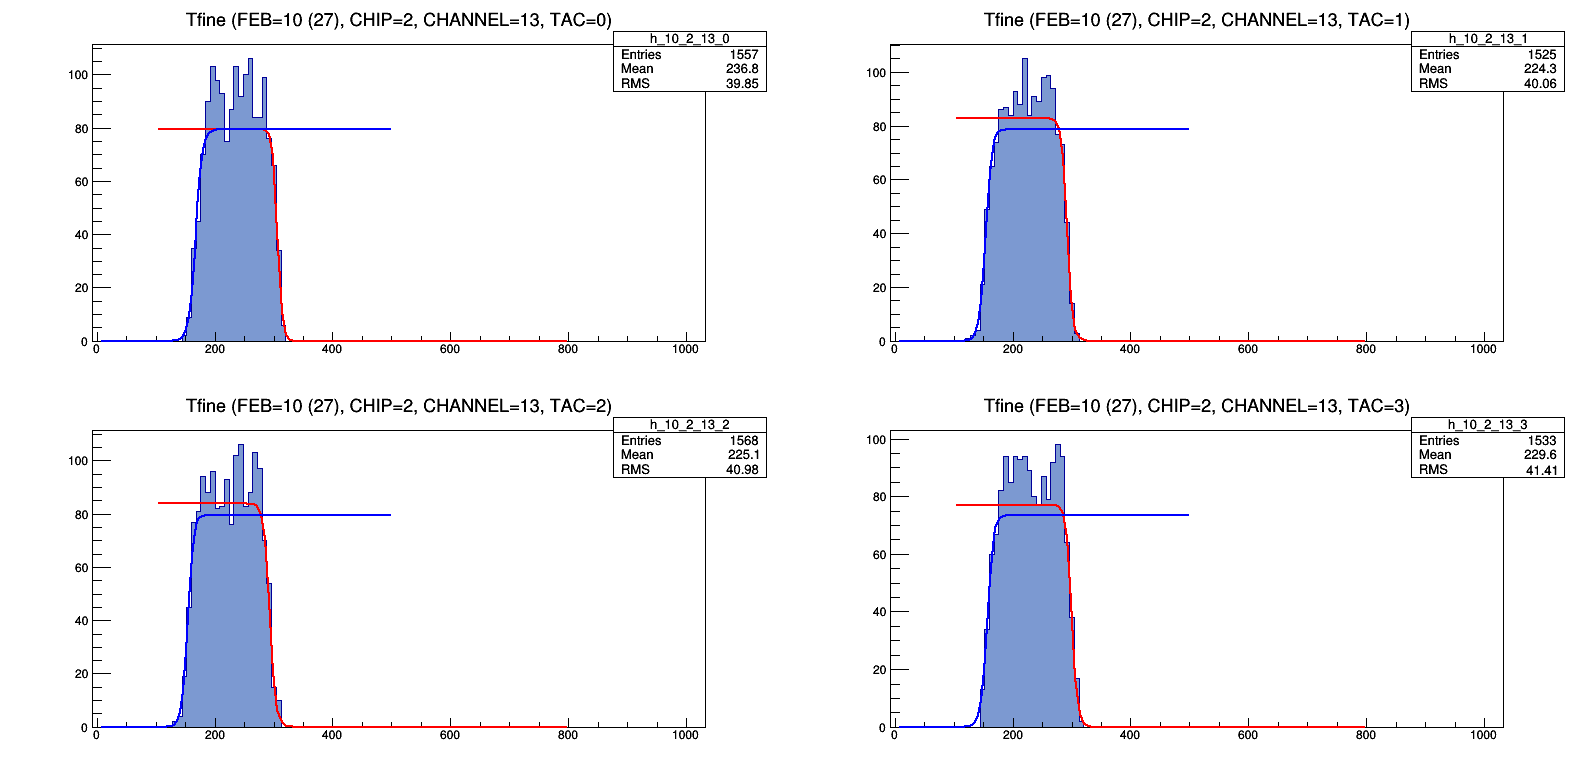 Tfine (FEB=10 (27), CHIP=2, CHANNEL=13, TAC=0)
h_10_2_13_0
Entries 1557
Mean 236.8
RMS 39.85
100
80
60
40
20
0
0 200 400 600 800 1000
Tfine (FEB=10 (27), CHIP=2, CHANNEL=13, TAC=1)
h_10_2_13_1
Entries 1525
Mean 224.3
RMS 40.06
100
80
60
40
20
0
0 200 400 600 800 1000
Tfine (FEB=10 (27), CHIP=2, CHANNEL=13, TAC=2)
h_10_2_13_2
Entries 1568
Mean 225.1
RMS 40.98
100
80
60
40
20
0
0 200 400 600 800 1000
Tfine (FEB=10 (27), CHIP=2, CHANNEL=13, TAC=3)
h_10_2_13_3
Entries 1533
Mean 229.6
RMS 41.41
100
80
60
40
20
0
0 200 400 600 800 1000